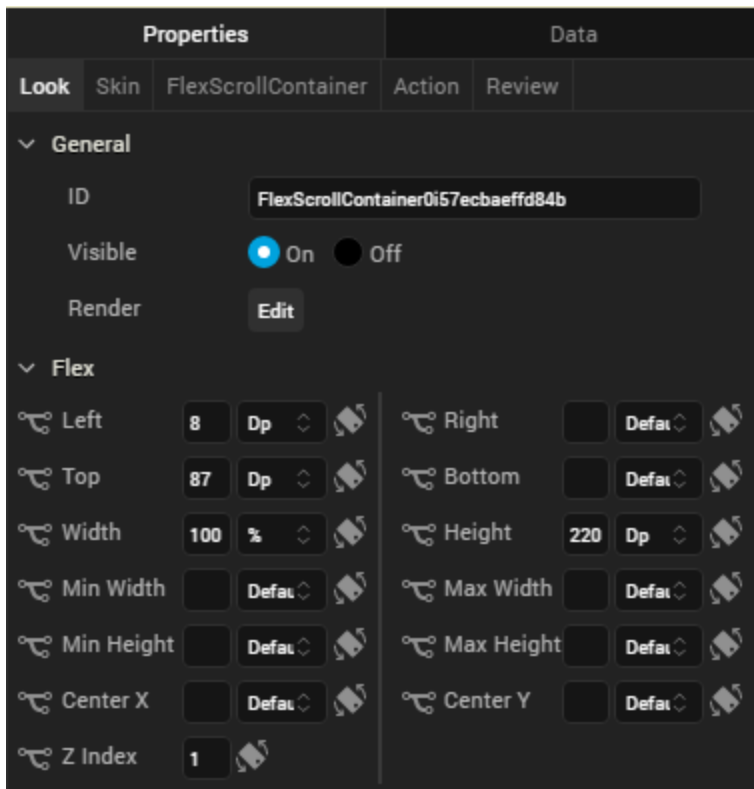 Properties Data
Look Skin FlexScrollContainer Action Review
General
ID FlexScrollContainer0i57ecbaeffd84b
Visible On Off
Render Edit
Flex
Left 8 Dp Right Defau
Top 87 Dp Bottom Defau
Width 100 % Height 220 Dp
Min Width Defau Max Width Defau
Min Height Defau Max Height Defau
Center X Defau Center Y Defau
Z Index 1